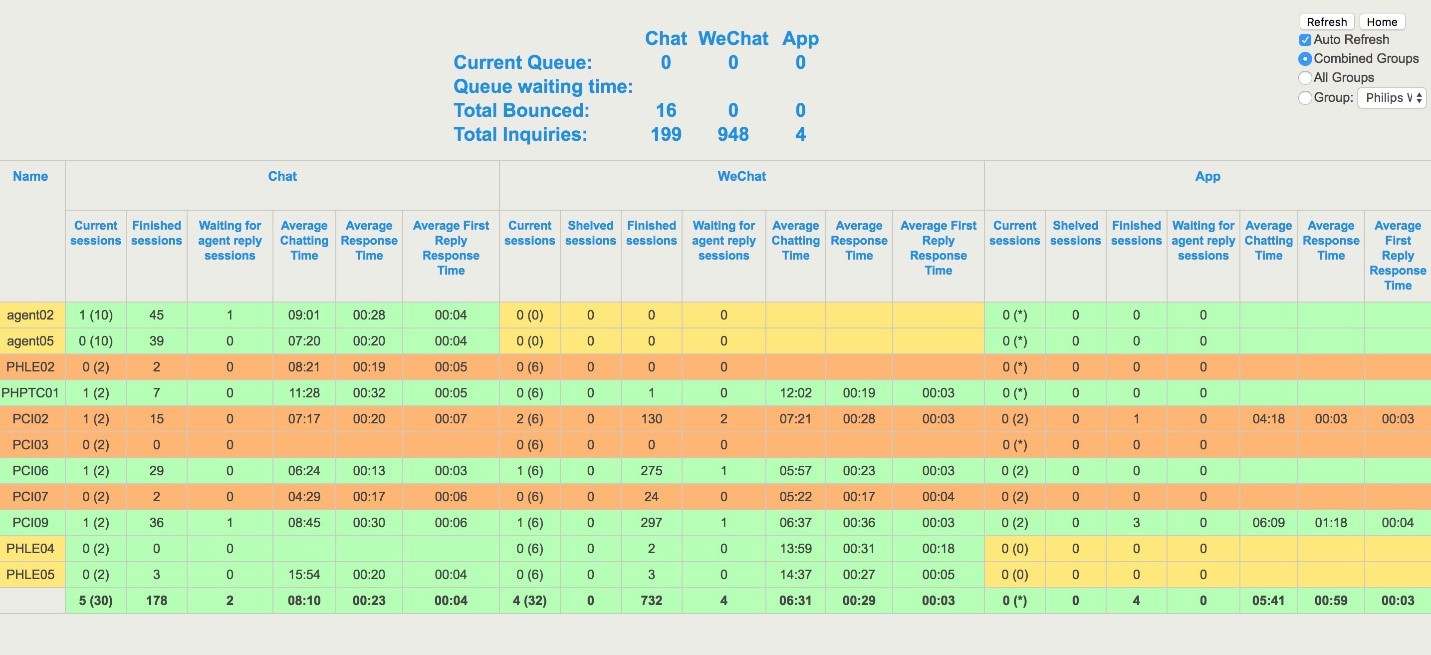 Refresh Home
Auto Refresh
Combined Groups
All Groups
Group: Philips
Chat WeChat App
Current Queue: 0 0 0
Queue waiting time:
Total Bounced: 16 0 0
Total Inquiries: 199 948 4
Name Chat WeChat App
Current sessions Finished sessions Waiting for agent reply sessions Average Chatting Time Average Response Time Average First Reply Response Time Current sessions Shelved sessions Finished sessions Waiting for agent reply sessions Average Chatting Time Average Response Time Average First Reply Response Time Current sessions Shelved sessions Finished sessions Waiting for agent reply sessions Average Chatting Time Average Response Time Average First Reply Response Time
agent02 1 (10) 45 1 09:01 00:28 00:04 0 (0) 0 0 0 0 (*) 0 0 0
agent05 0 (10) 39 0 07:20 00:20 00:04 0 (0) 0 0 0 0 (*) 0 0 0
PHLE02 0 (2) 2 0 08:21 00:19 00:05 0 (6) 0 0 0 0 (*) 0 0 0
PHPTC01 1 (2) 7 0 11:28 00:32 00:05 0 (6) 0 1 0 12:02 00:19 00:03 0 (*) 0 0 0
PCI02 1 (2) 15 0 07:17 00:20 00:07 2 (6) 0 130 2 07:21 00:28 00:03 0 (2) 0 1 0 04:18 00:03 00:03
PCI03 0 (2) 0 0 0 (6) 0 0 0 0 (*) 0 0 0
PCI06 1 (2) 29 0 06:24 00:13 00:03 1 (6) 0 275 1 05:57 00:23 00:03 0 (2) 0 0 0
PCI07 0 (2) 2 0 04:29 00:17 00:06 0 (6) 0 24 0 05:22 00:17 00:04 0 (2) 0 0 0
PCI09 1 (2) 36 1 08:45 00:30 00:06 1 (6) 0 297 1 06:37 00:36 00:03 0 (2) 0 3 0 06:09 01:18 00:04
PHLE04 0 (2) 0 0 0 (6) 0 2 0 13:59 00:31 00:18 0 (0) 0 0 0
PHLE05 0 (2) 3 0 15:54 00:20 00:04 0 (6) 0 3 0 14:37 00:27 00:05 0 (0) 0 0 0
5 (30) 178 2 08:10 00:23 00:04 4 (32) 0 732 4 06:31 00:29 00:03 0 (*) 0 4 0 05:41 00:59 00:03